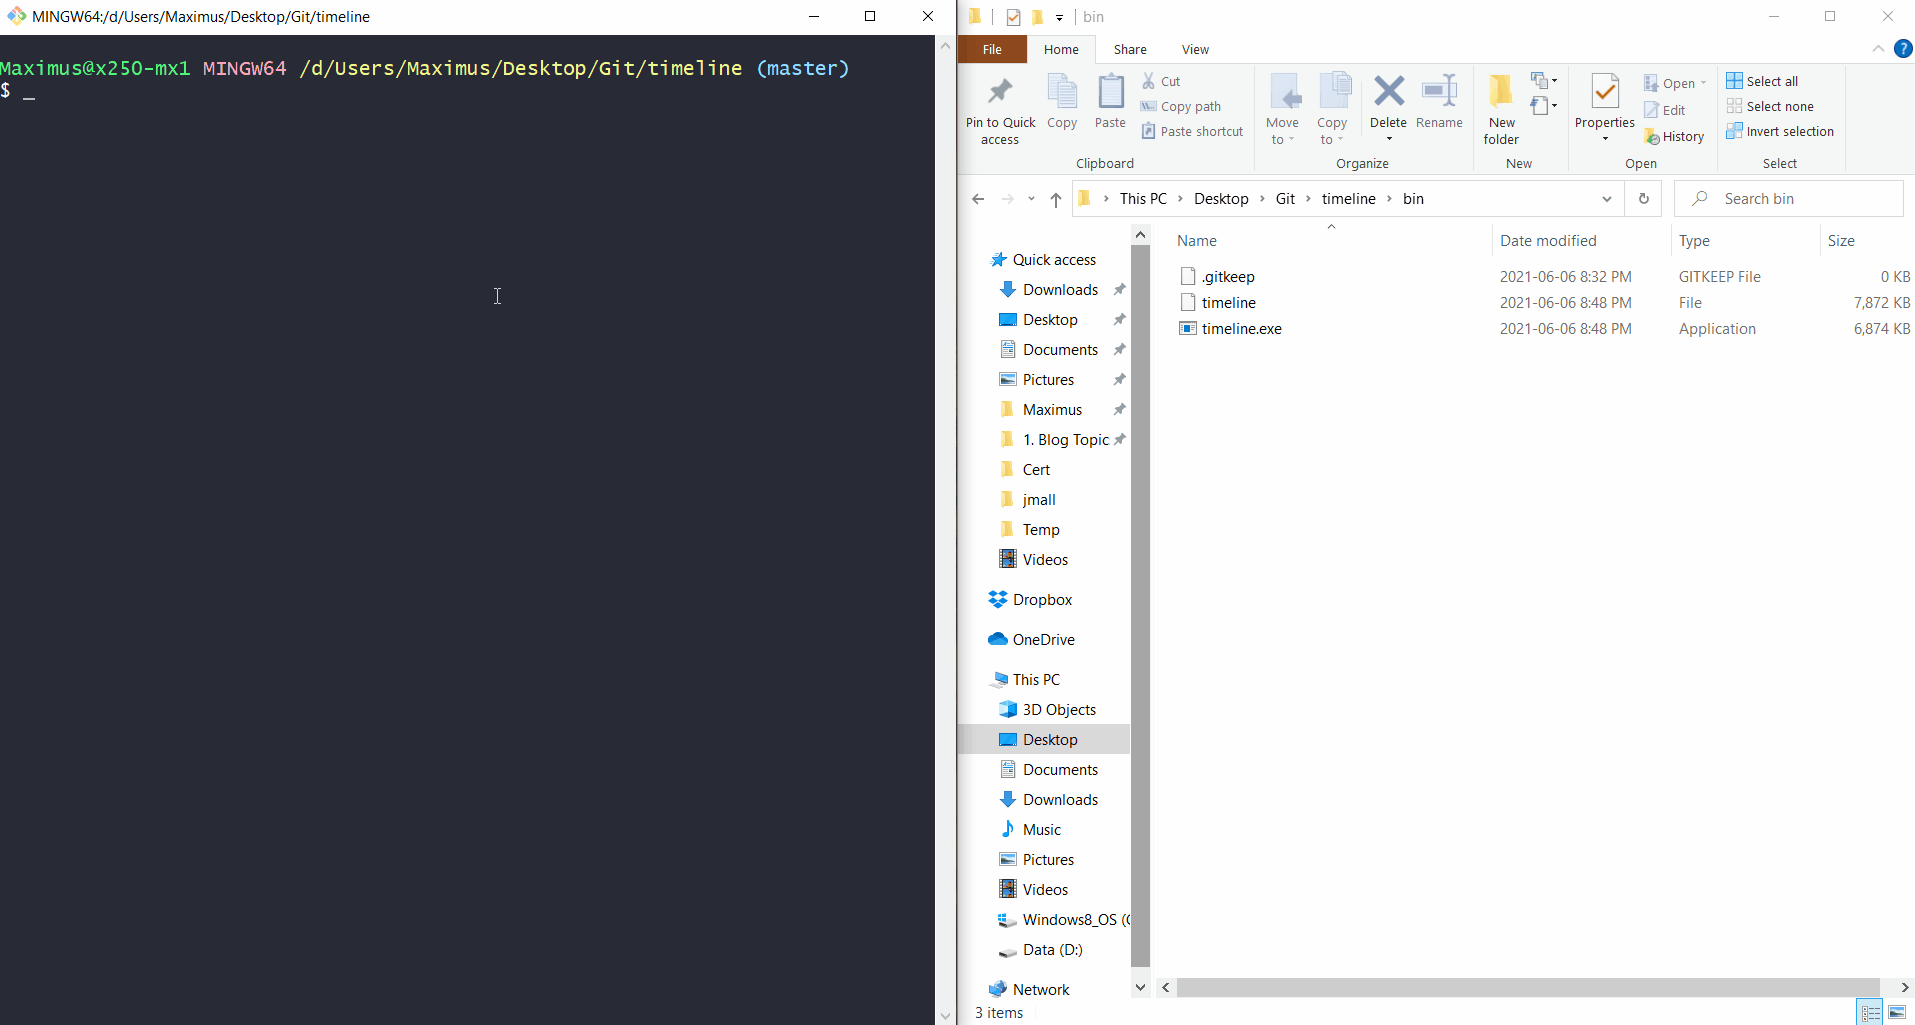 MINGW64:/d/Users/Maximus/Desktop/Git/timeline
Maximus@x250-mx1 MINGW64 /d/Users/Maximus/Desktop/Git/timeline (master)
$ _
bin
File Home Share View
Pin to Quick access
Copy
Paste
Cut
Copy path
Paste shortcut
Clipboard
Move to
Copy to
Delete
Rename
Organize
New folder
New
Properties
Open
Edit
History
Open
Select all
Select none
Invert selection
Select
This PC > Desktop > Git > timeline > bin
Search bin
Quick access
Downloads
Desktop
Documents
Pictures
Maximus
1. Blog Topic
Cert
jmall
Temp
Videos
Dropbox
OneDrive
This PC
3D Objects
Desktop
Documents
Downloads
Music
Pictures
Videos
Windows8_OS (
Data (D:)
Network
Name Date modified Type Size
.gitkeep 2021-06-06 8:32 PM GITKEEP File 0 KB
timeline 2021-06-06 8:48 PM File 7,872 KB
timeline.exe 2021-06-06 8:48 PM Application 6,874 KB
3 items